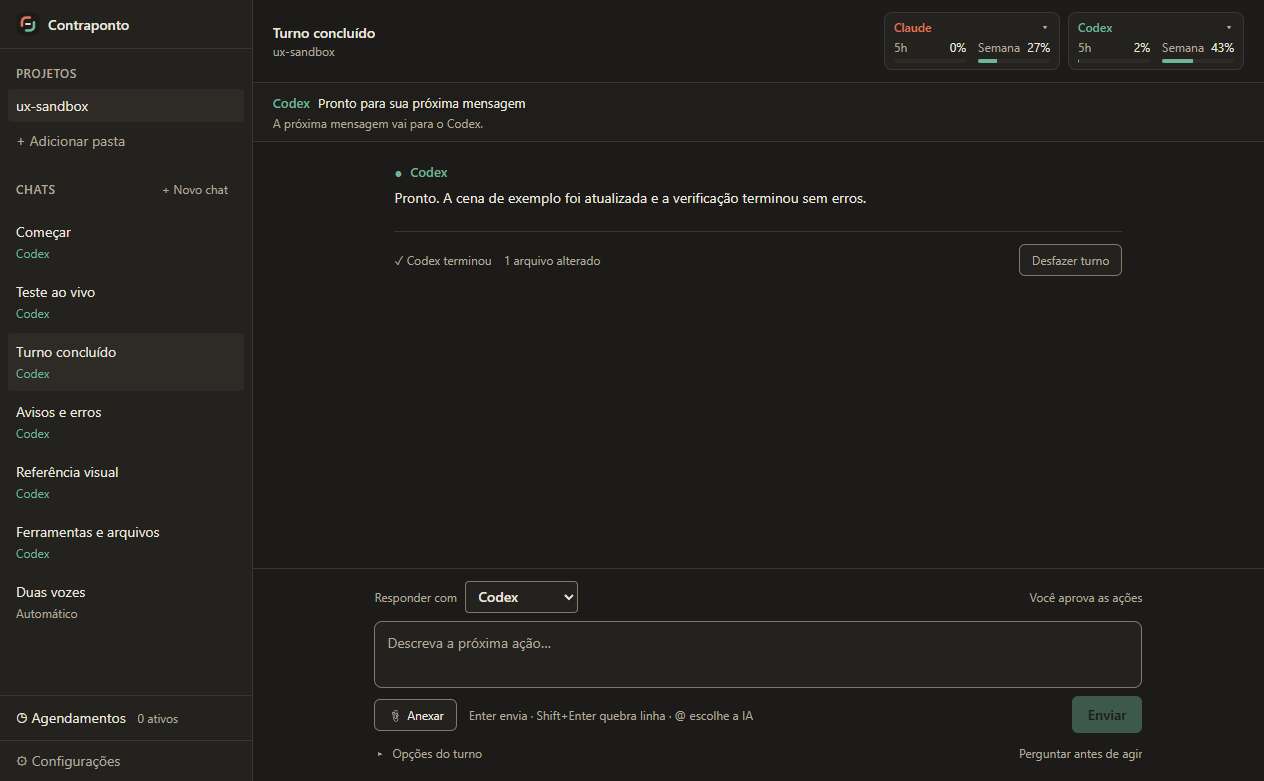 Contraponto
PROJETOS
ux-sandbox
+ Adicionar pasta
CHATS + Novo chat
Começar
Codex
Teste ao vivo
Codex
Turno concluído
Codex
Avisos e erros
Codex
Referência visual
Codex
Ferramentas e arquivos
Codex
Duas vozes
Automático
Agendamentos 0 ativos
Configurações
Turno concluído
ux-sandbox
Claude
5h 0% Semana 27%
Codex
5h 2% Semana 43%
Codex Pronto para sua próxima mensagem
A próxima mensagem vai para o Codex.
Codex
Pronto. A cena de exemplo foi atualizada e a verificação terminou sem erros.
✓ Codex terminou 1 arquivo alterado Desfazer turno
Responder com Codex Você aprova as ações
Descreva a próxima ação...
Anexar Enter envia · Shift+Enter quebra linha · @ escolhe a IA Enviar
Opções do turno Perguntar antes de agir